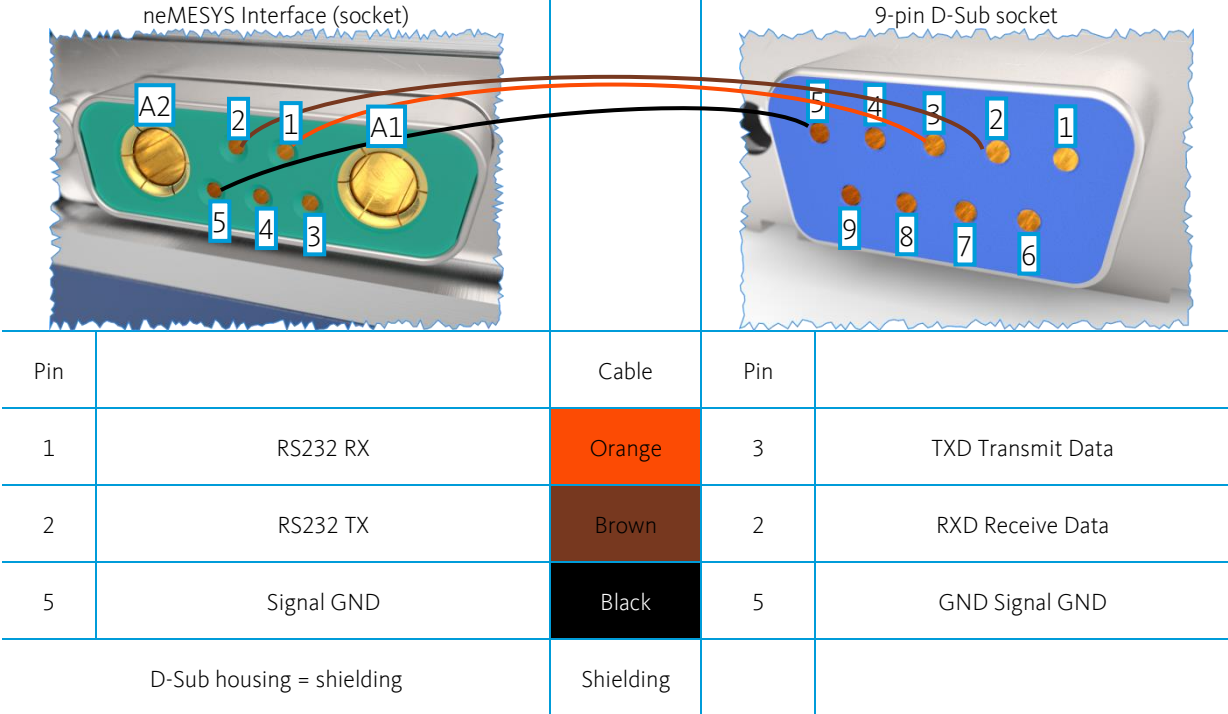 neMESYS Interface (socket) 9-pin D-Sub socket
A2 2 1 A1 5 4 3 2 1
5 4 3 9 8 7 6
Pin Cable Pin
1 RS232 RX Orange 3 TXD Transmit Data
2 RS232 TX Brown 2 RXD Receive Data
5 Signal GND Black 5 GND Signal GND
D-Sub housing = shielding Shielding